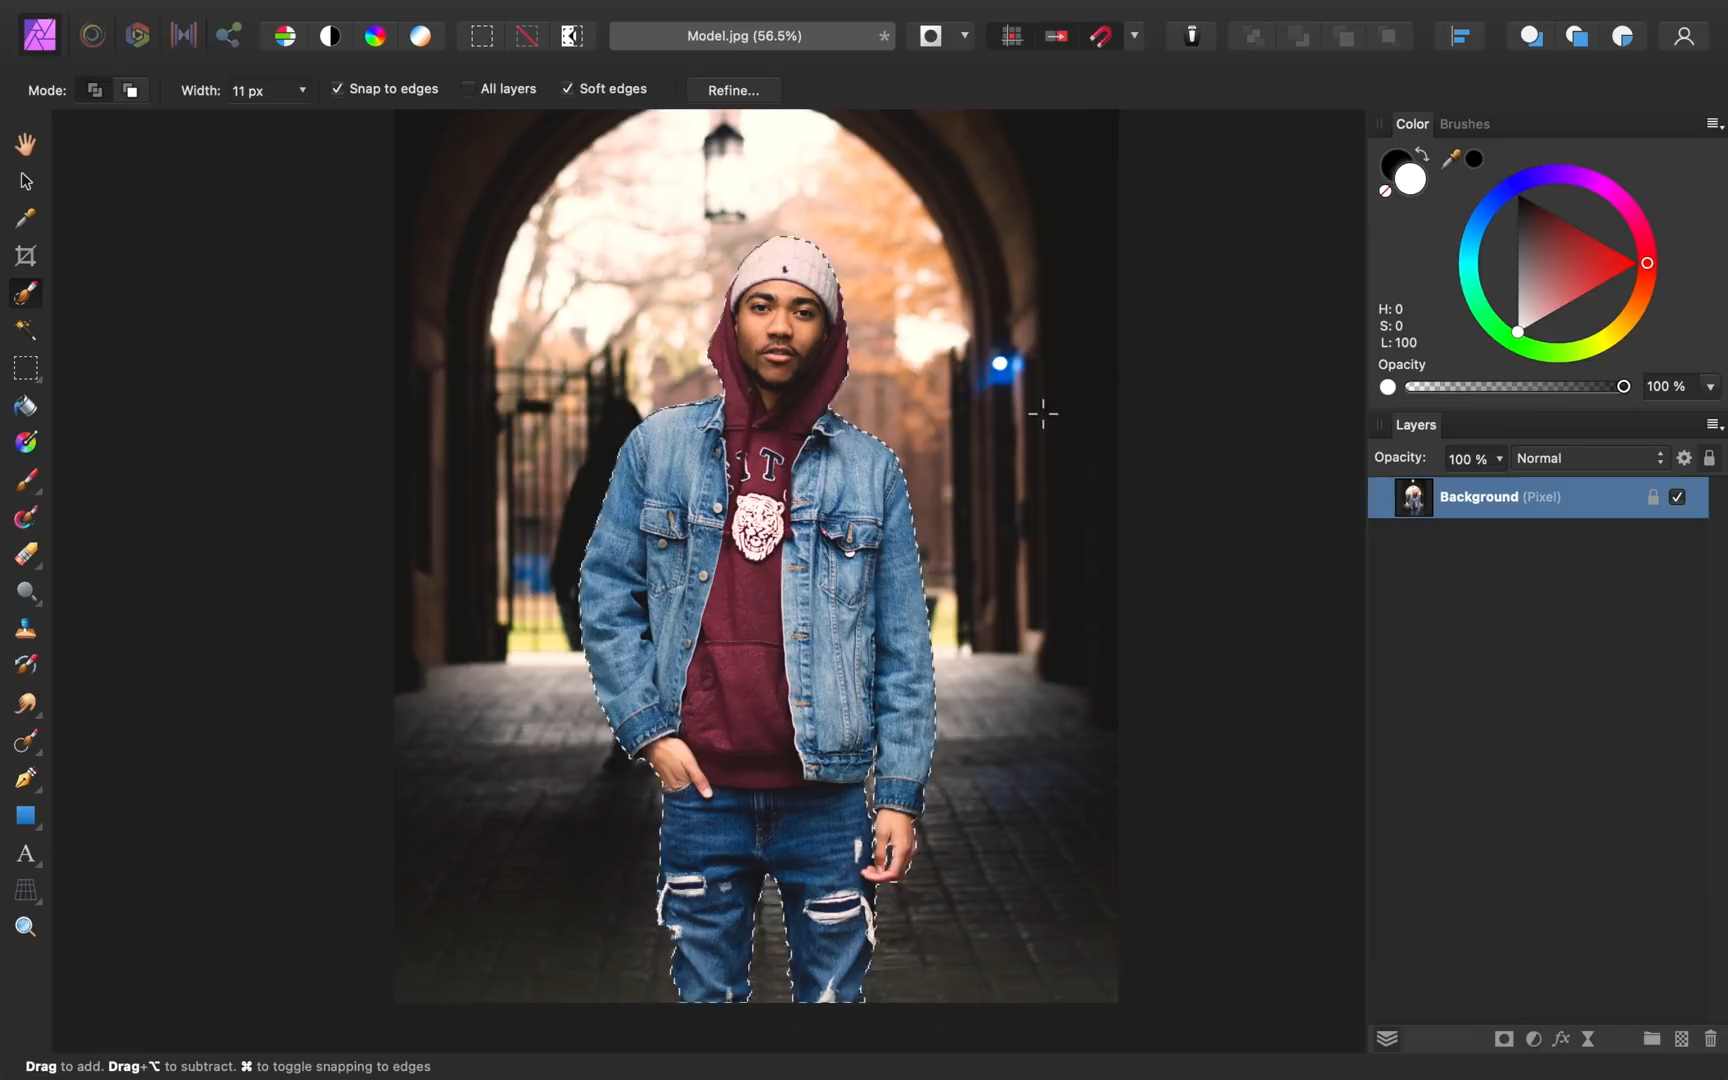 Model.jpg (56.5%)
*
Mode:
Width: 11 px
Snap to edges
All layers
Soft edges
Refine...
Color
Brushes
H: 0
S: 0
L: 100
Opacity
100 %
Layers
Opacity: 100 %
Normal
Background (Pixel)
IT
A
fx
Drag to add. Drag+⌥ to subtract. ⌘ to toggle snapping to edges